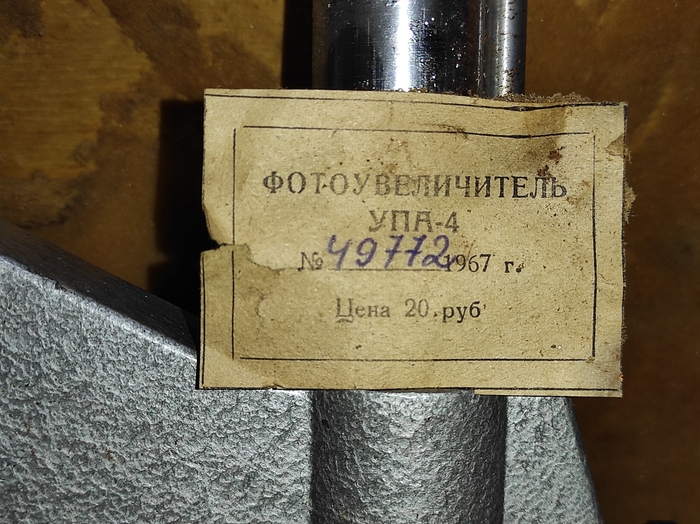 ФОТОУВЕЛИЧИТЕЛЬ
УПА-4
№ 49772 1967 г.
Цена 20 руб